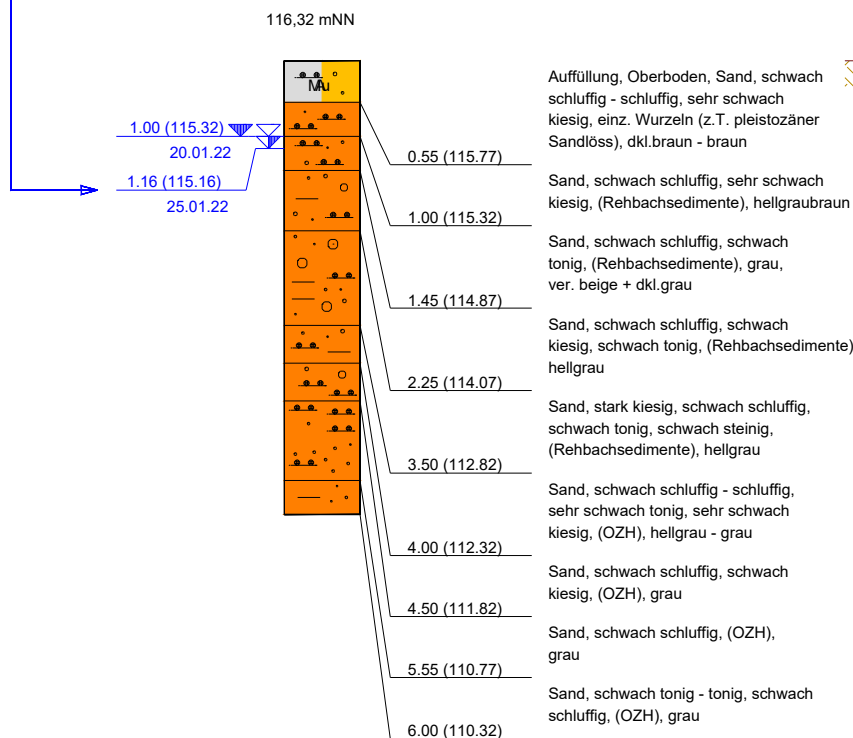 116,32 mNN
Mu
Au
1.00 (115.32)
20.01.22
1.16 (115.16)
25.01.22
Auffüllung, Oberboden, Sand, schwach
schluffig - schluffig, sehr schwach
kiesig, einz. Wurzeln (z.T. pleistozäner
Sandlöss), dkl.braun - braun
0.55 (115.77)
Sand, schwach schluffig, sehr schwach
kiesig, (Rehbachsedimente), hellgraubraun
1.00 (115.32)
Sand, schwach schluffig, schwach
tonig, (Rehbachsedimente), grau,
ver. beige + dkl.grau
1.45 (114.87)
Sand, schwach schluffig, schwach
kiesig, schwach tonig, (Rehbachsedimente)
hellgrau
2.25 (114.07)
Sand, stark kiesig, schwach schluffig,
schwach tonig, schwach steinig,
(Rehbachsedimente), hellgrau
3.50 (112.82)
Sand, schwach schluffig - schluffig,
sehr schwach tonig, sehr schwach
kiesig, (OZH), hellgrau - grau
4.00 (112.32)
Sand, schwach schluffig, schwach
kiesig, (OZH), grau
4.50 (111.82)
Sand, schwach schluffig, (OZH),
grau
5.55 (110.77)
Sand, schwach tonig - tonig, schwach
schluffig, (OZH), grau
6.00 (110.32)